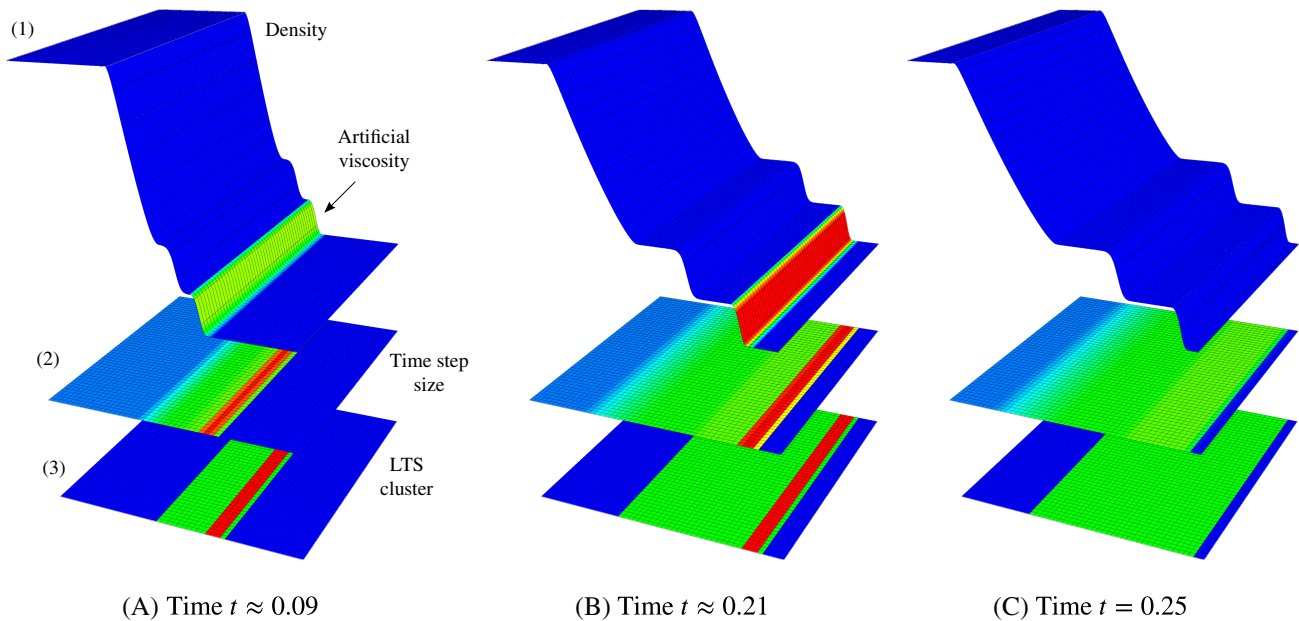 (1)
Density
Artificial
viscosity
(2)
Time step
size
(3)
LTS
cluster
(A) Time t ≈ 0.09
(B) Time t ≈ 0.21
(C) Time t = 0.25